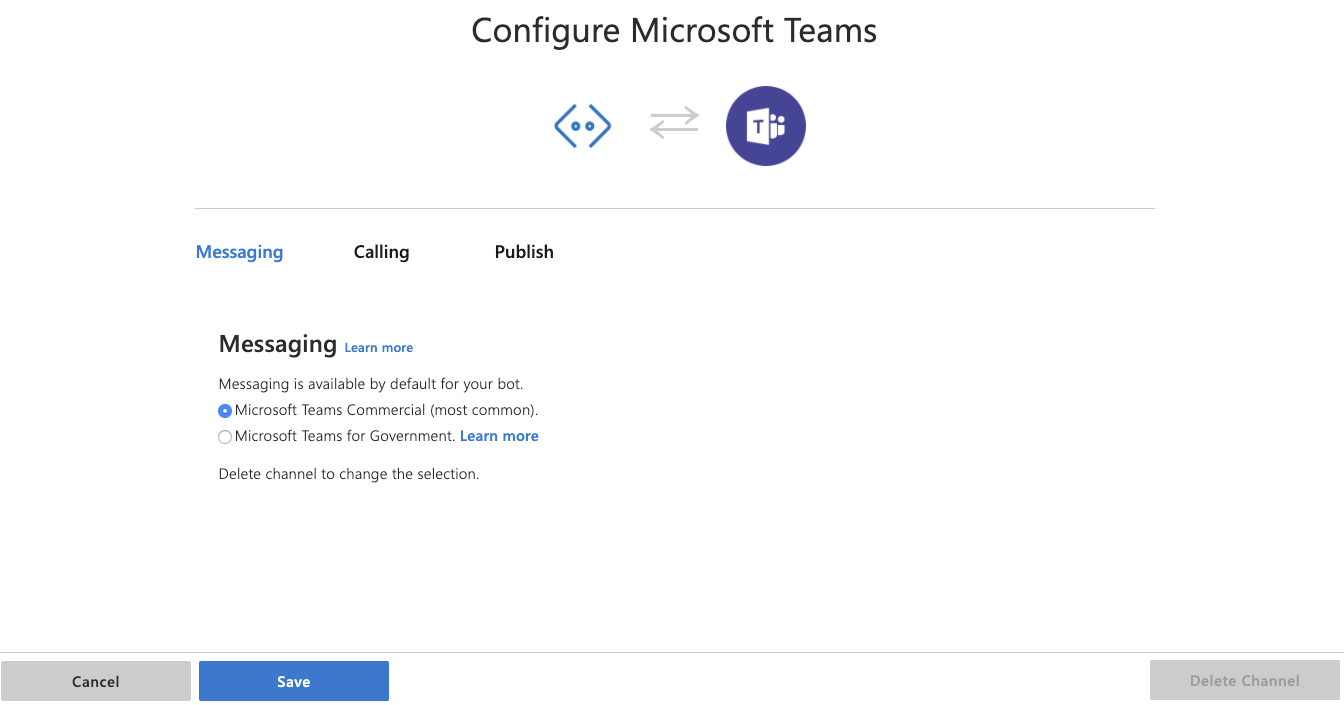 Configure Microsoft Teams
T
Messaging Calling Publish
Messaging Learn more
Messaging is available by default for your bot.
Microsoft Teams Commercial (most common).
Microsoft Teams for Government. Learn more
Delete channel to change the selection.
Cancel Save Delete Channel